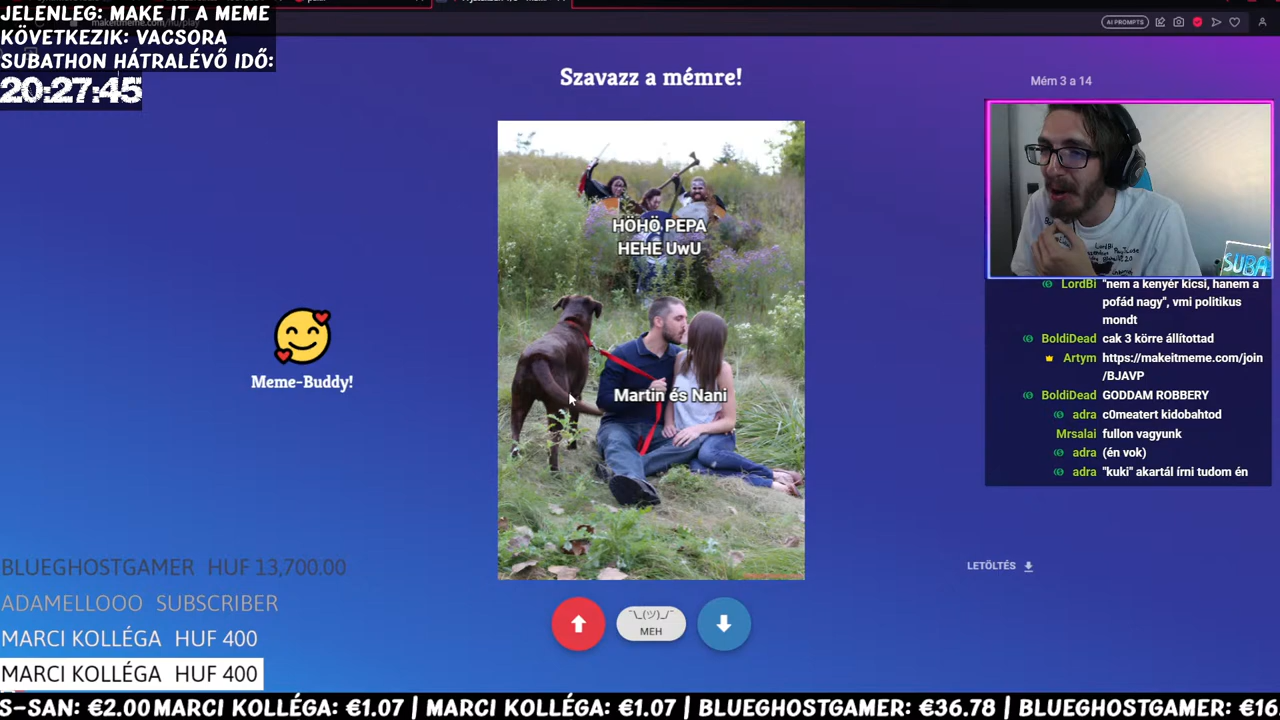 JELENLEG: MAKE IT A MEME
KÖVETKEZIK: VACSORA
SUBATHON HÁTRALÉVŐ IDŐ:
20:27:45
AI PROMPTS
Szavazz a mémre!
Mém 3 a 14
HÖHÖ PEPA
HEHE UwU
Martin és Nani
Meme-Buddy!
SUBA
LordBi "nem a kenyér kicsi, hanem a
pofád nagy", vmi politikus
mondt
BoldiDead cak 3 körre állítottad
Artym https://makeitmeme.com/join
/BJAVP
BoldiDead GODDAM ROBBERY
adra c0meatert kidobahtod
Mrsalai fullon vagyunk
adra (én vok)
adra "kuki" akartál írni tudom én
LETÖLTÉS
¯\_(ツ)_/¯
MEH
BLUEGHOSTGAMER HUF 13,700.00
ADAMELLOOO SUBSCRIBER
MARCI KOLLÉGA HUF 400
MARCI KOLLÉGA HUF 400
S-SAN: €2.00 MARCI KOLLÉGA: €1.07 | MARCI KOLLÉGA: €1.07 | BLUEGHOSTGAMER: €36.78 | BLUEGHOSTGAMER: €16